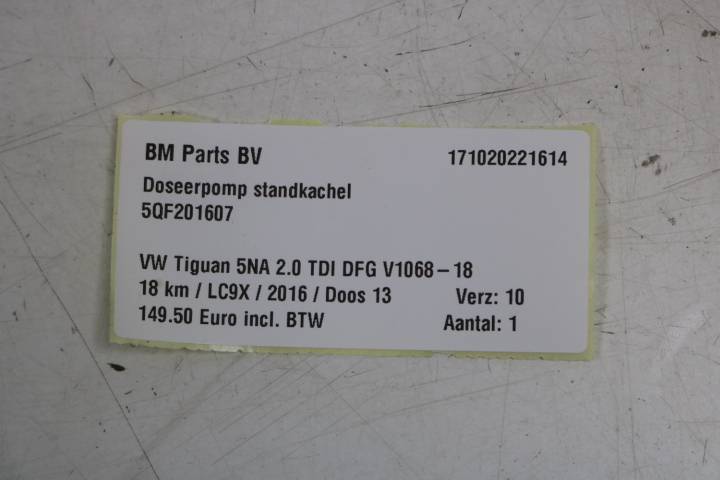 BM Parts BV 171020221614
Doseerpomp standkachel
5QF201607
VW Tiguan 5NA 2.0 TDI DFG V1068-18
18 km / LC9X / 2016 / Doos 13 Verz: 10
149.50 Euro incl. BTW Aantal: 1